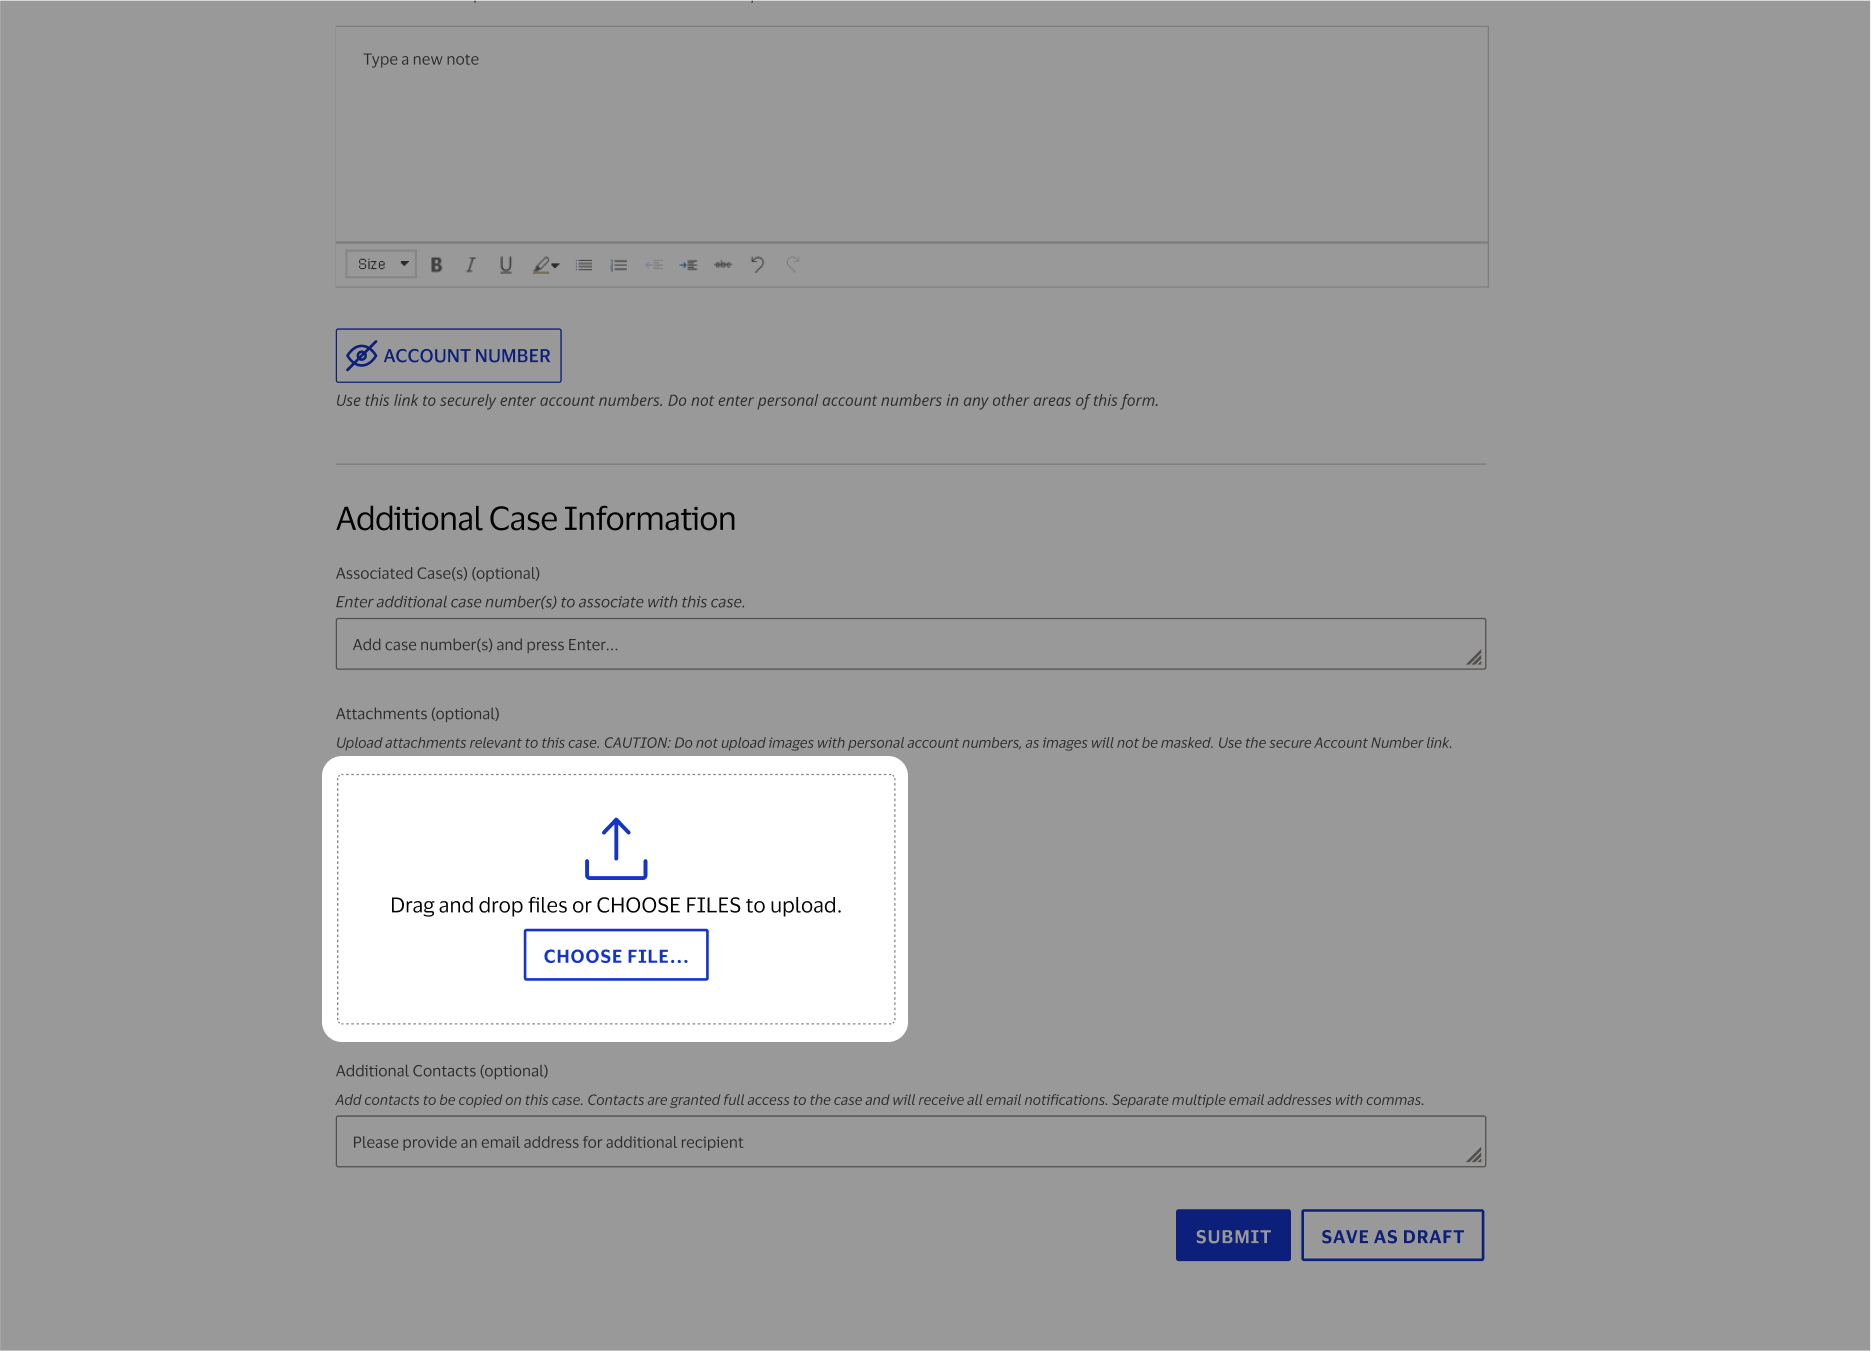 Type a new note
Size B I U abc
ACCOUNT NUMBER
Use this link to securely enter account numbers. Do not enter personal account numbers in any other areas of this form.
Additional Case Information
Associated Case(s) (optional)
Enter additional case number(s) to associate with this case.
Add case number(s) and press Enter...
Attachments (optional)
Upload attachments relevant to this case. CAUTION: Do not upload images with personal account numbers, as images will not be masked. Use the secure Account Number link.
Drag and drop files or CHOOSE FILES to upload.
CHOOSE FILE...
Additional Contacts (optional)
Add contacts to be copied on this case. Contacts are granted full access to the case and will receive all email notifications. Separate multiple email addresses with commas.
Please provide an email address for additional recipient
SUBMIT SAVE AS DRAFT